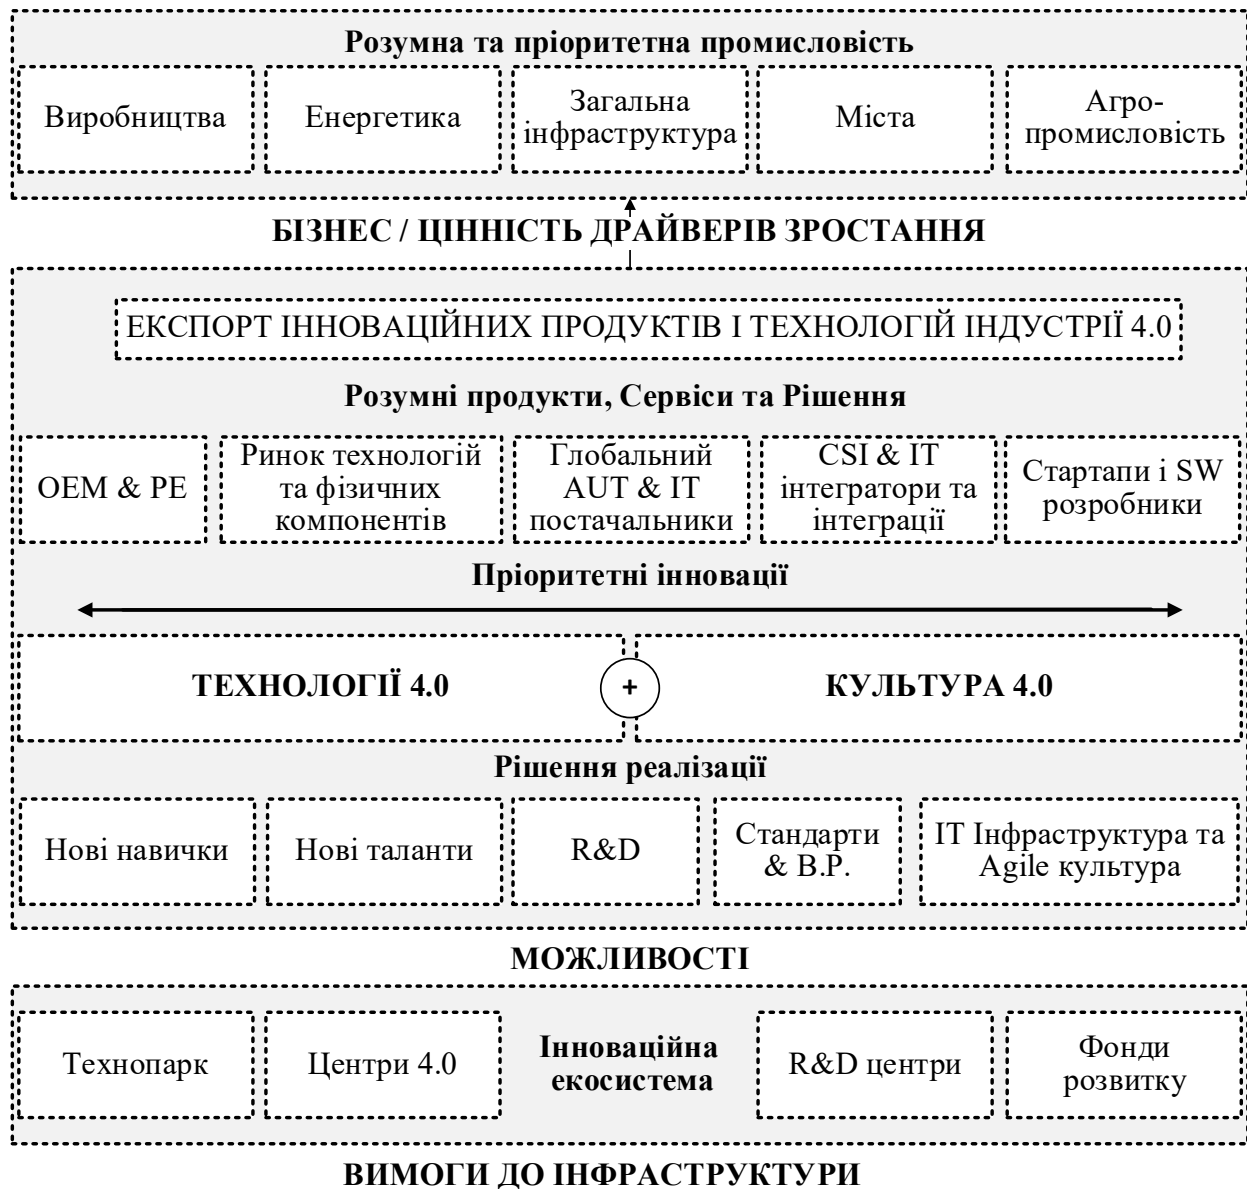 Розумна та пріоритетна промисловість
Виробництва
Енергетика
Загальна
інфраструктура
Міста
Агро-
промисловість
БІЗНЕС / ЦІННІСТЬ ДРАЙВЕРІВ ЗРОСТАННЯ
ЕКСПОРТ ІННОВАЦІЙНИХ ПРОДУКТІВ І ТЕХНОЛОГІЙ ІНДУСТРІЇ 4.0
Розумні продукти, Сервіси та Рішення
OEM & PE
Ринок технологій
та фізичних
компонентів
Глобальний
AUT & IT
постачальники
CSI & IT
інтегратори та
інтеграції
Стартапи і SW
розробники
Пріоритетні інновації
ТЕХНОЛОГІЇ 4.0
+
КУЛЬТУРА 4.0
Рішення реалізації
Нові навички
Нові таланти
R&D
Стандарти
& B.P.
IT Інфраструктура та
Agile культура
МОЖЛИВОСТІ
Технопарк
Центри 4.0
Інноваційна
екосистема
R&D центри
Фонди
розвитку
ВИМОГИ ДО ІНФРАСТРУКТУРИ